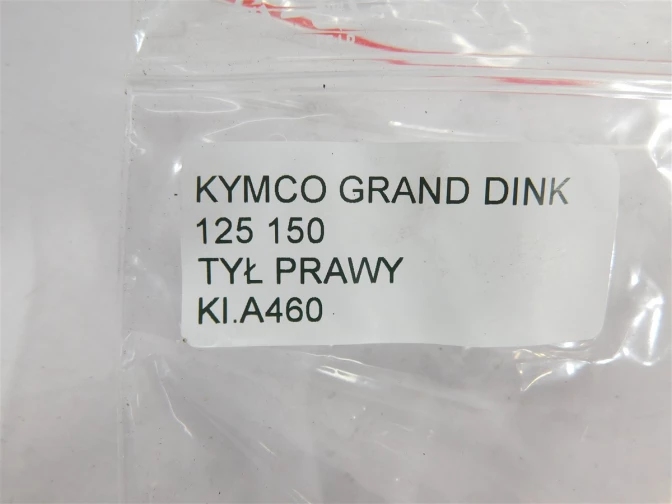 KYMCO GRAND DINK
125 150
TYŁ PRAWY
KI.A460